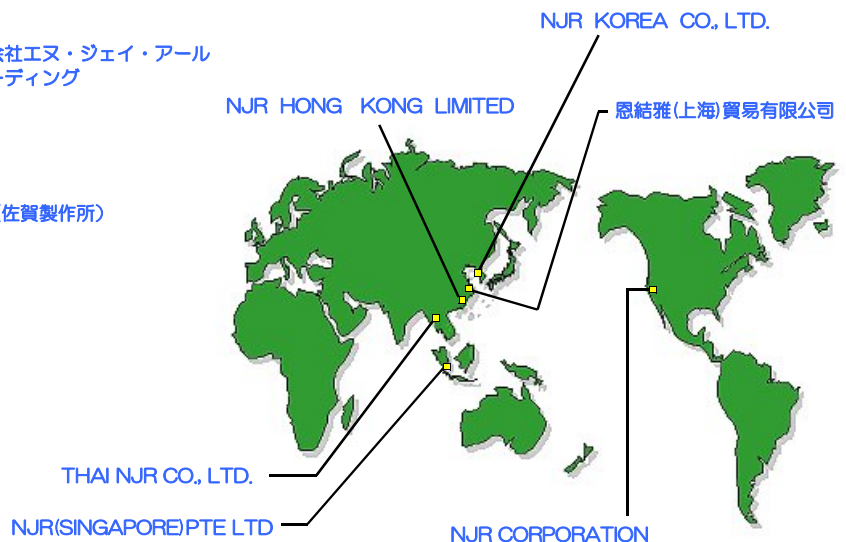 NJR KOREA CO., LTD.
会社エヌ・ジェイ・アール
ーディング
NJR HONG KONG LIMITED
恩結雅(上海)貿易有限公司
(佐賀製作所)
THAI NJR CO., LTD.
NJR(SINGAPORE)PTE LTD
NJR CORPORATION